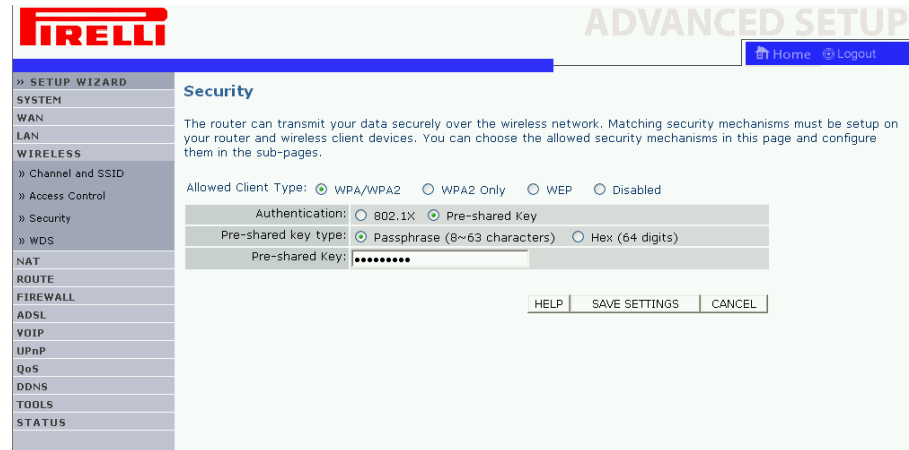 PIRELLI
ADVANCED SETUP
Home Logout
» SETUP WIZARD
SYSTEM
WAN
LAN
WIRELESS
» Channel and SSID
» Access Control
» Security
» WDS
NAT
ROUTE
FIREWALL
ADSL
VOIP
UPnP
QoS
DDNS
TOOLS
STATUS
Security
The router can transmit your data securely over the wireless network. Matching security mechanisms must be setup on
your router and wireless client devices. You can choose the allowed security mechanisms in this page and configure
them in the sub-pages.
Allowed Client Type: WPA/WPA2 WPA2 Only WEP Disabled
Authentication: 802.1X Pre-shared Key
Pre-shared key type: Passphrase (8~63 characters) Hex (64 digits)
Pre-shared Key: •••••••••
HELP SAVE SETTINGS CANCEL